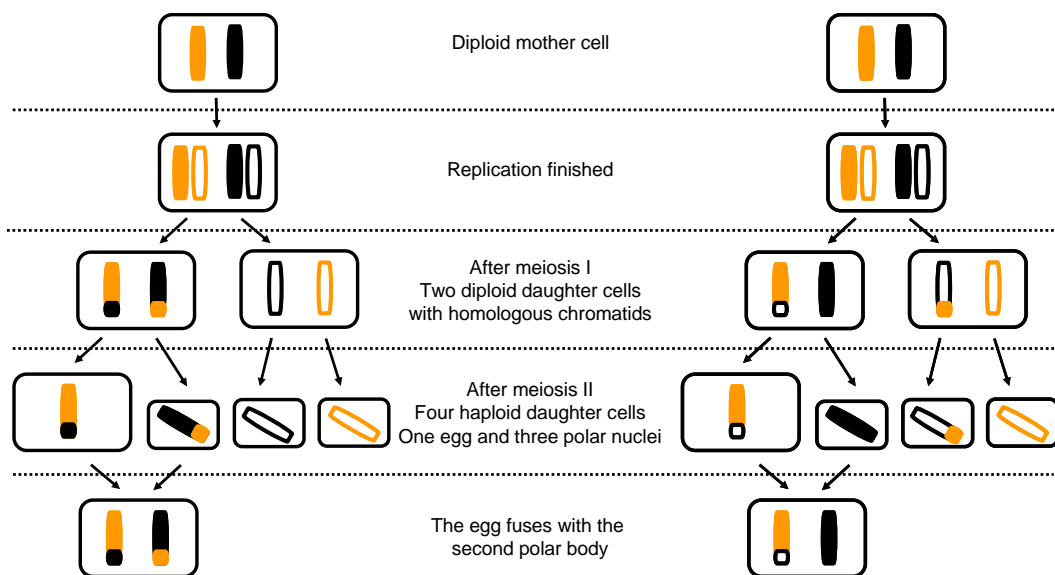 Diploid mother cell
Replication finished
After meiosis I
Two diploid daughter cells
with homologous chromatids
After meiosis II
Four haploid daughter cells
One egg and three polar nuclei
The egg fuses with the
second polar body